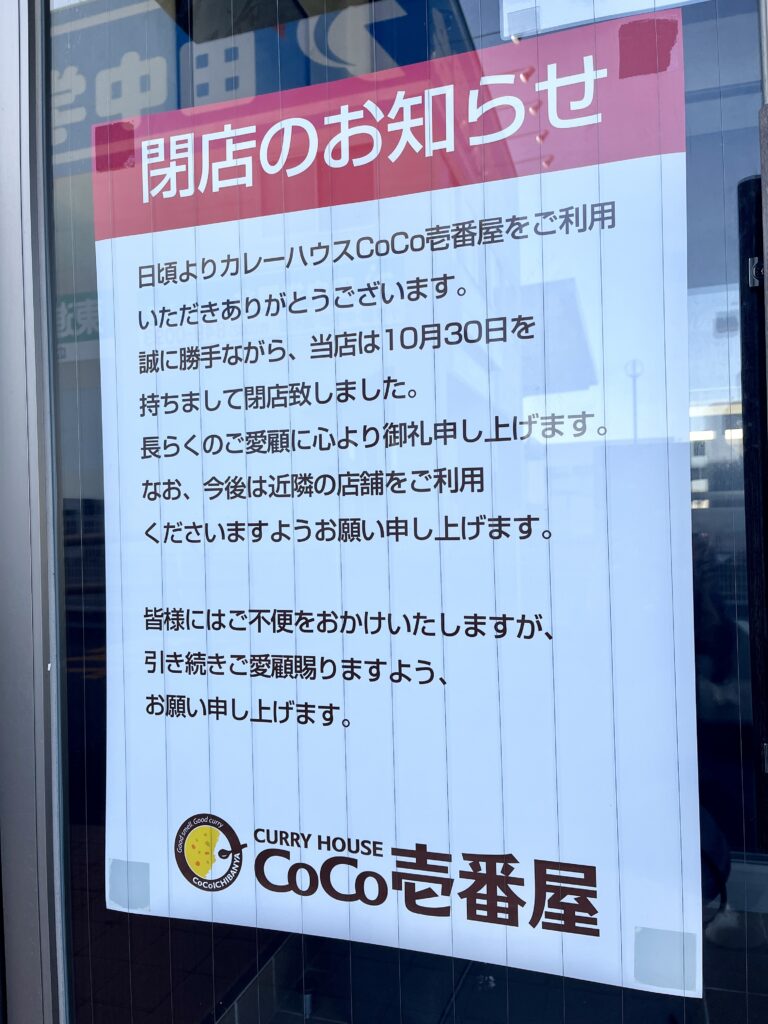 閉店のお知らせ
日頃よりカレーハウスCoCo壱番屋をご利用
いただきありがとうございます。
誠に勝手ながら、当店は10月30日を
持ちまして閉店致しました。
長らくのご愛顧に心より御礼申し上げます。
なお、今後は近隣の店舗をご利用
くださいますようお願い申し上げます。
皆様にはご不便をおかけいたしますが、
引き続きご愛顧賜りますよう、
お願い申し上げます。
Good smell Good curry
CoCoICHIBANYA
CURRY HOUSE
CoCo壱番屋